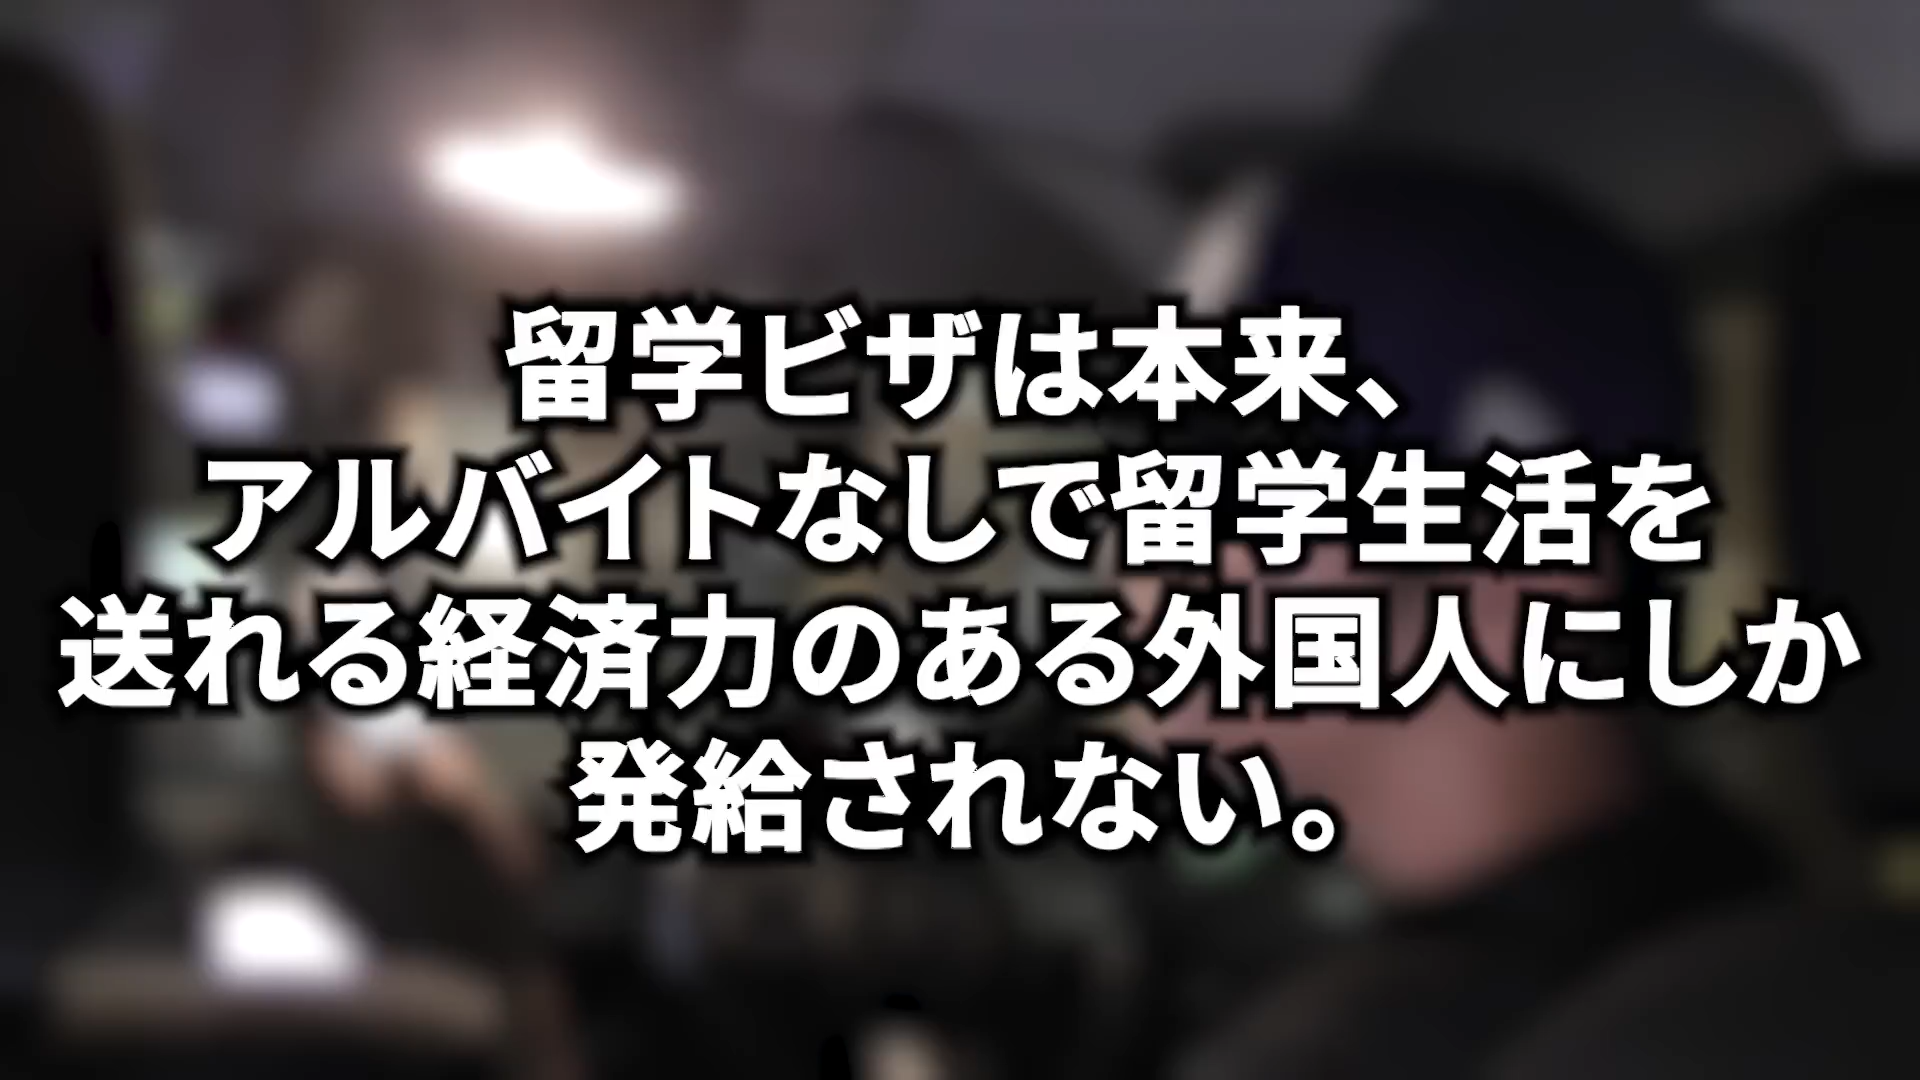 留学ビザは本来、
アルバイトなしで留学生活を
送れる経済力のある外国人にしか
発給されない。